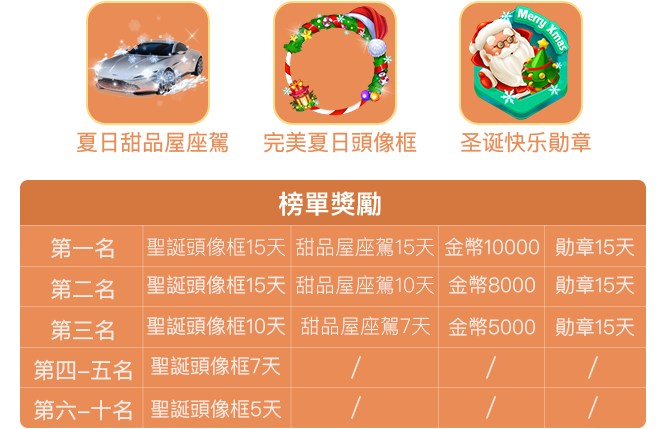 Merry Xmas
夏日甜品屋座駕 完美夏日頭像框 圣诞快乐勛章
榜單獎勵
第一名 聖誕頭像框15天 甜品屋座駕15天 金幣10000 勛章15天
第二名 聖誕頭像框15天 甜品屋座駕10天 金幣8000 勛章15天
第三名 聖誕頭像框10天 甜品屋座駕7天 金幣5000 勛章15天
第四-五名 聖誕頭像框7天 / / /
第六-十名 聖誕頭像框5天 / / /